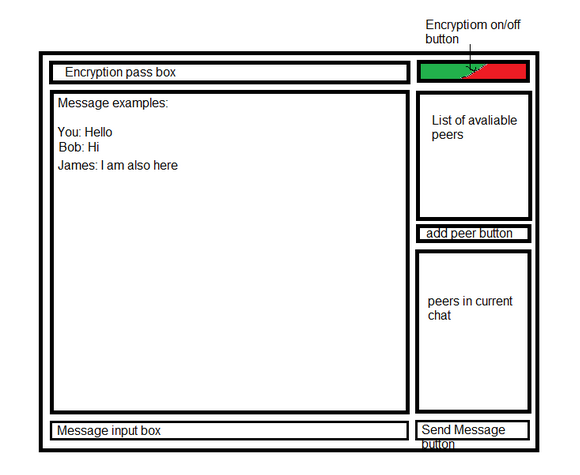 Encryptiom on/off
button
Encryption pass box
Message examples:
You: Hello
Bob: Hi
James: I am also here
List of avaliable
peers
add peer button
peers in current
chat
Message input box
Send Message
button